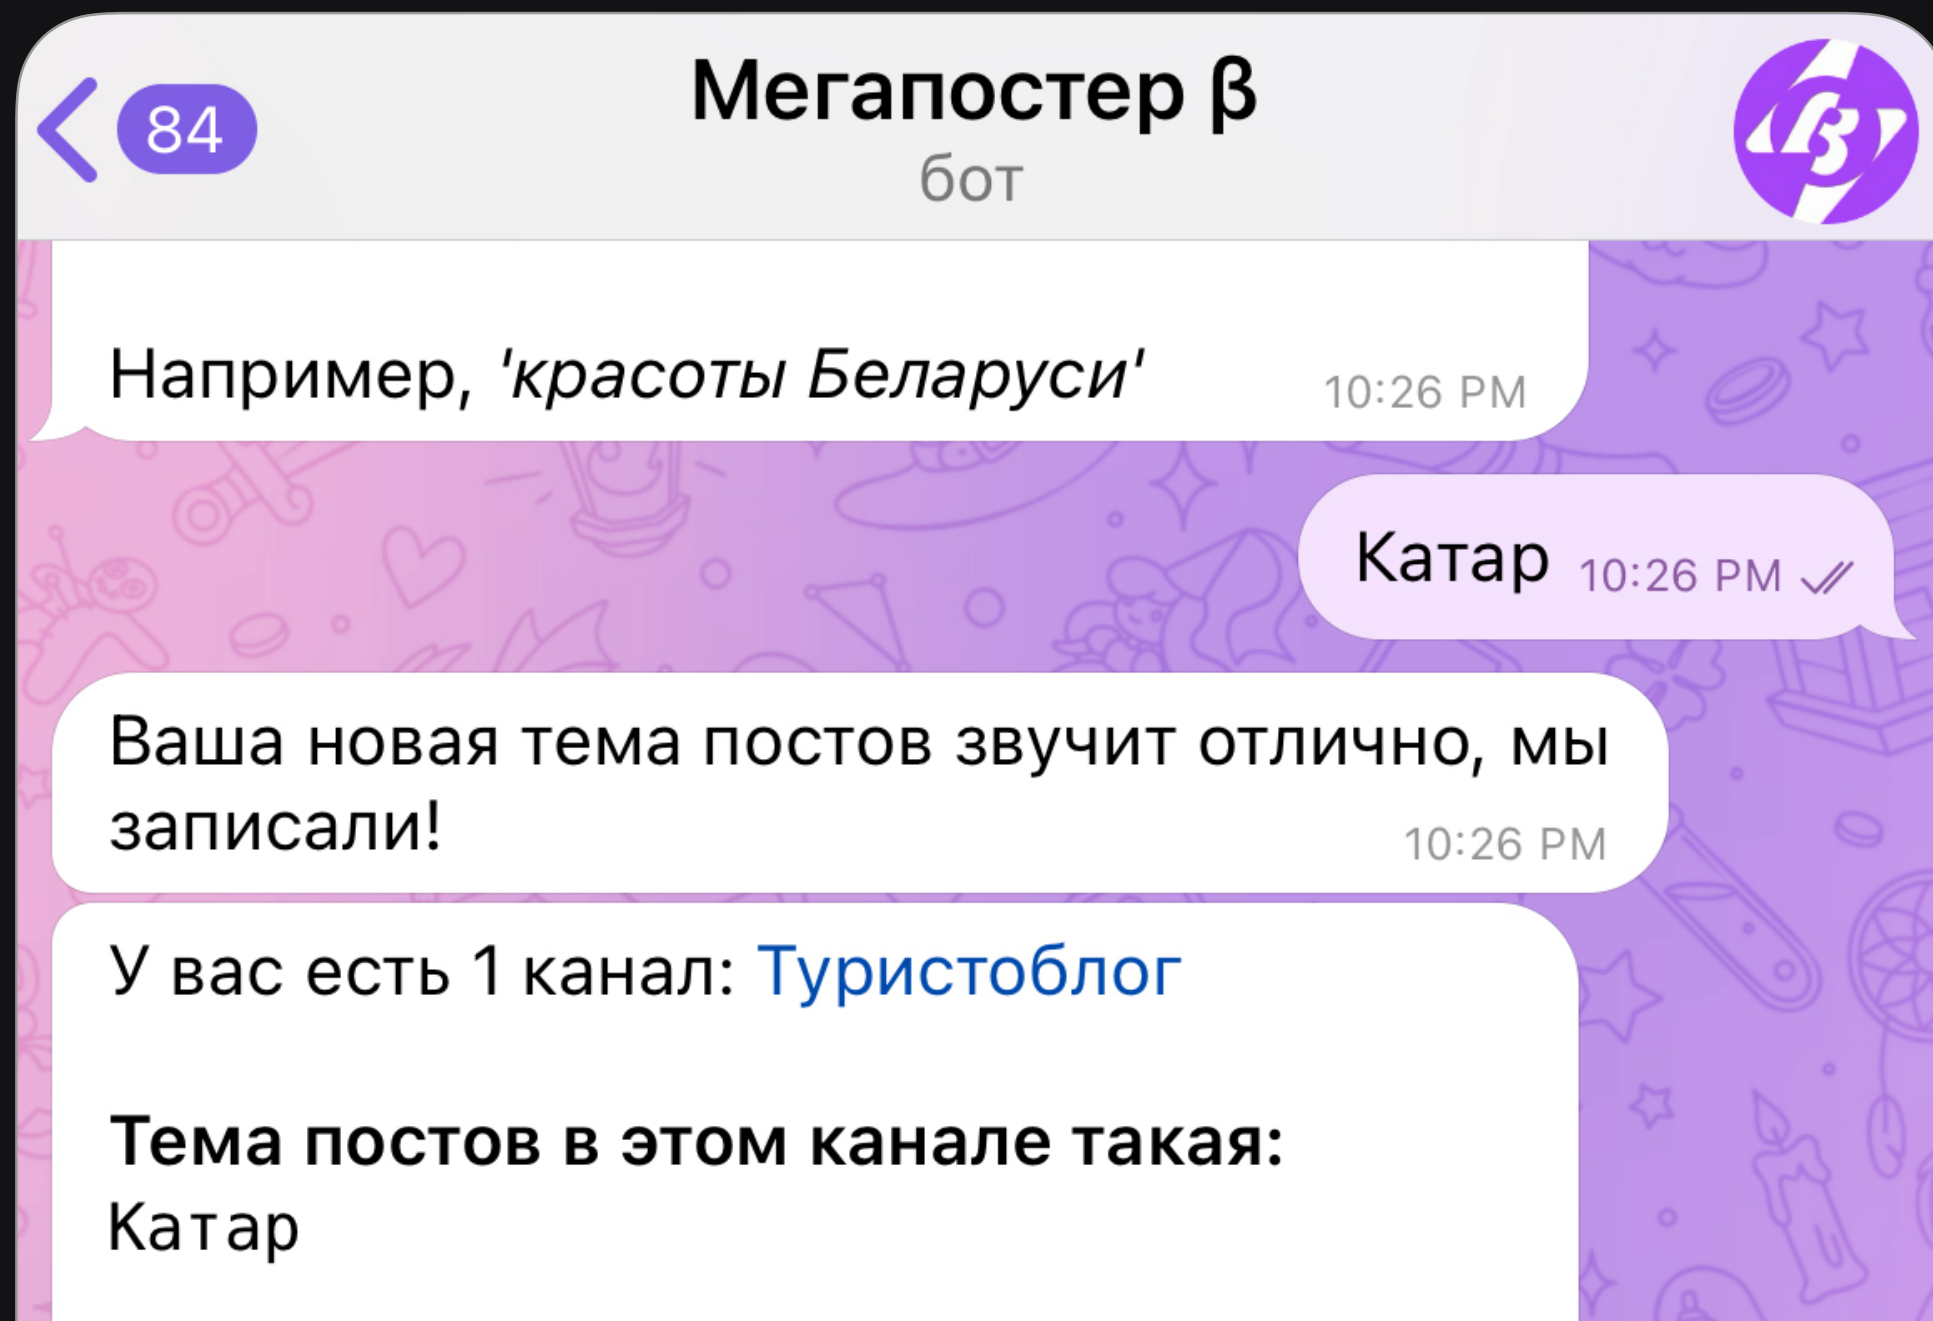 84
Мегапостер β
бот
Например, 'красоты Беларуси'
10:26 PM
Катар
10:26 PM
Ваша новая тема постов звучит отлично, мы
записали!
10:26 PM
У вас есть 1 канал: Туристоблог
Тема постов в этом канале такая:
Катар